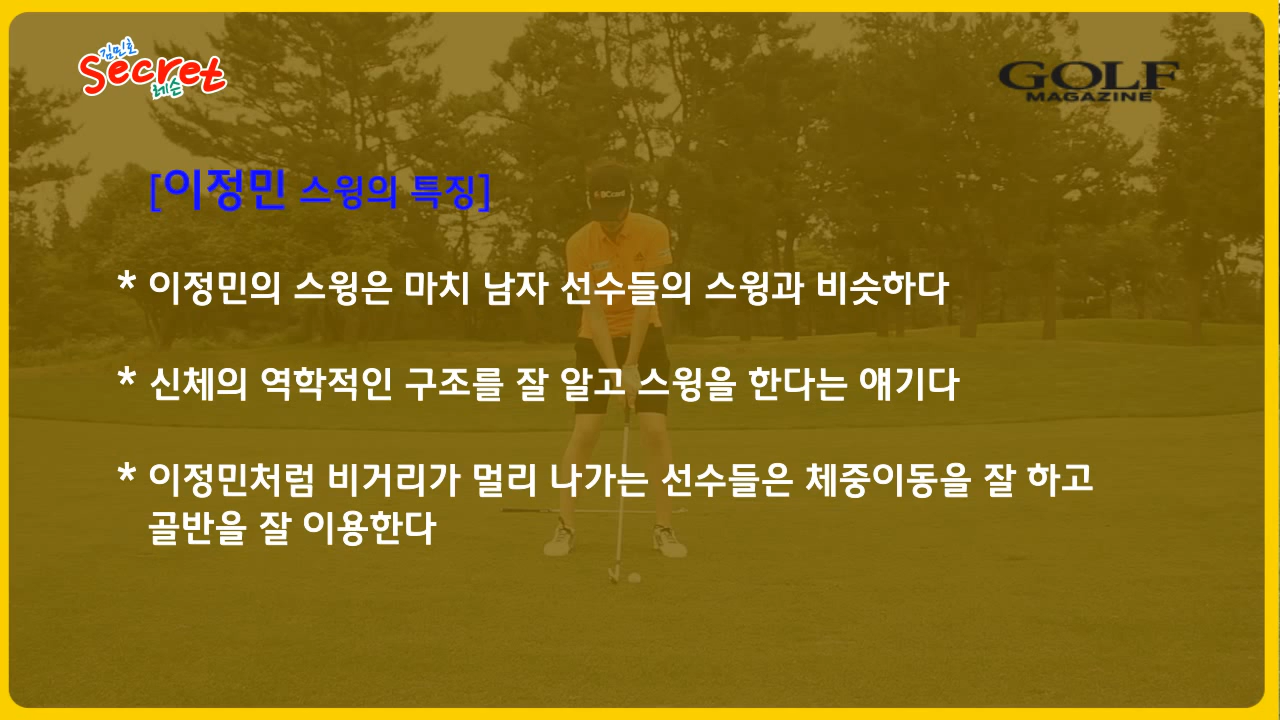 김민호
Secret
레슨
GOLF
MAGAZINE
[이정민 스윙의 특징]
BCcard
* 이정민의 스윙은 마치 남자 선수들의 스윙과 비슷하다
* 신체의 역학적인 구조를 잘 알고 스윙을 한다는 얘기다
* 이정민처럼 비거리가 멀리 나가는 선수들은 체중이동을 잘 하고
골반을 잘 이용한다